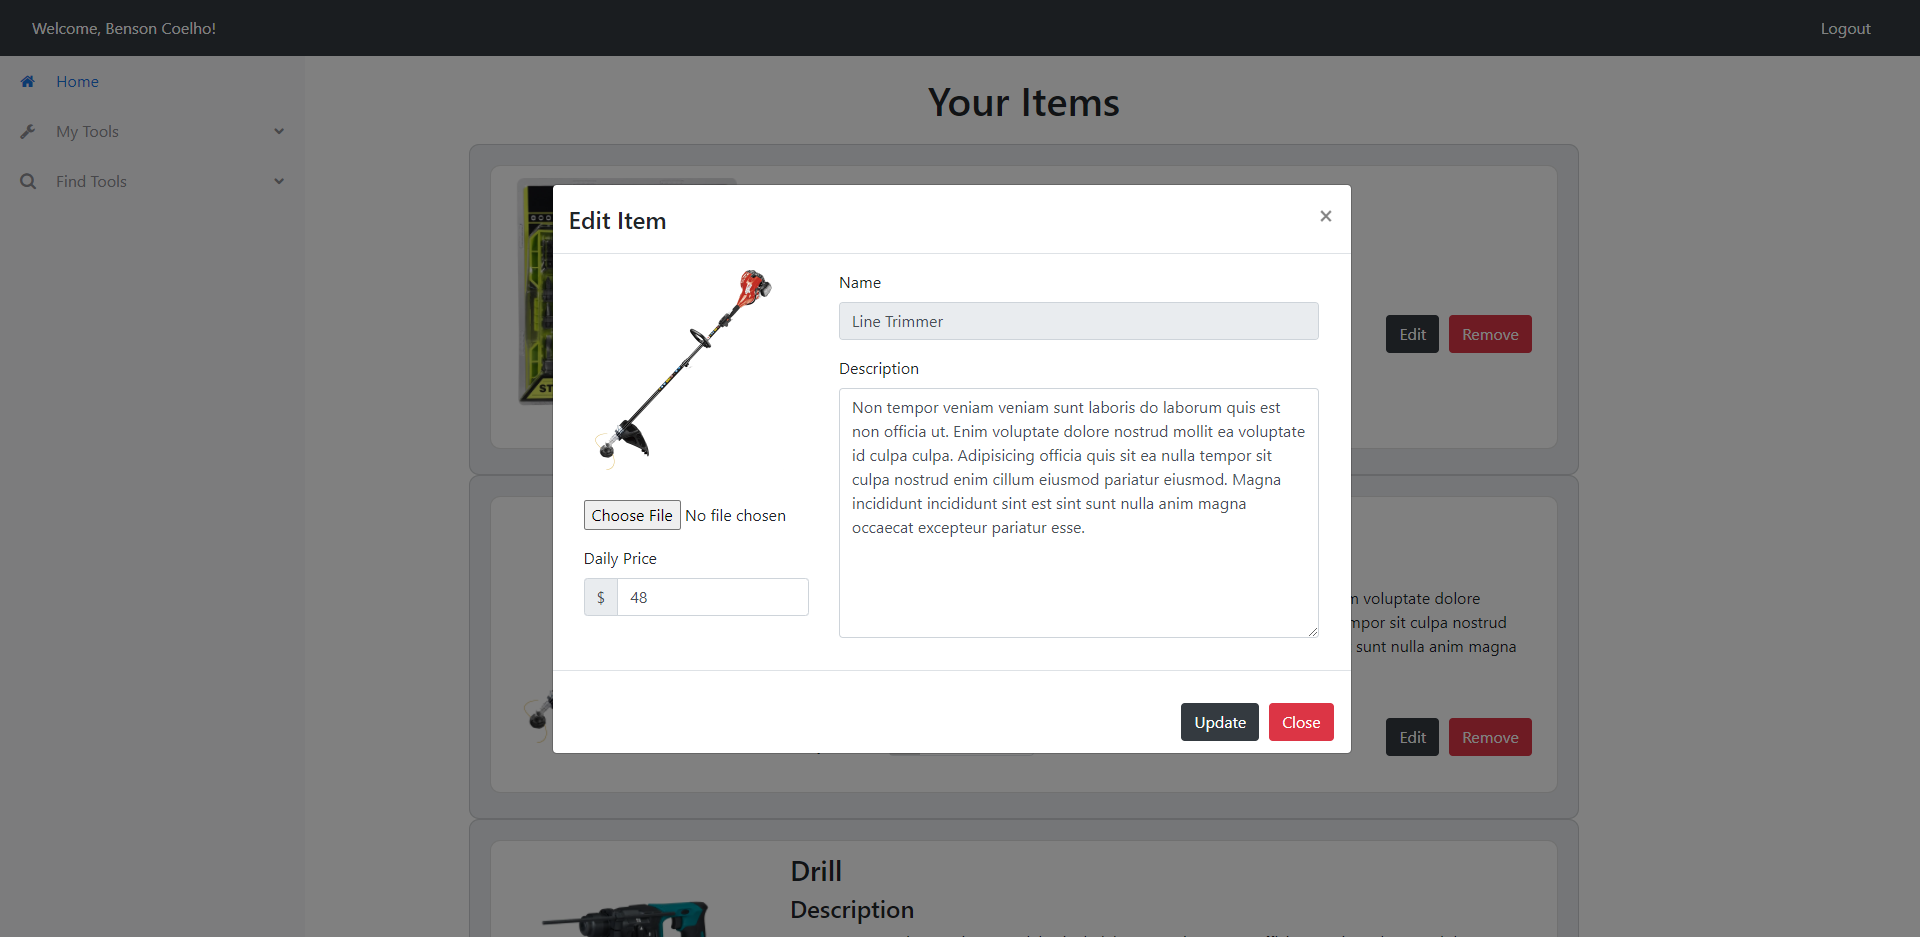 Welcome, Benson Coelho!
Logout
Home
My Tools
Find Tools
Your Items
ST
Edit
Remove
Edit Item
×
Name
Line Trimmer
Description
Non tempor veniam veniam sunt laboris do laborum quis est
non officia ut. Enim voluptate dolore nostrud mollit ea voluptate
id culpa culpa. Adipisicing officia quis sit ea nulla tempor sit
culpa nostrud enim cillum eiusmod pariatur eiusmod. Magna
incididunt incididunt sint est sint sunt nulla anim magna
occaecat excepteur pariatur esse.
Choose File No file chosen
Daily Price
$ 48
Update
Close
voluptate dolore
sit culpa nostrud
sunt nulla anim magna
Edit
Remove
Drill
Description